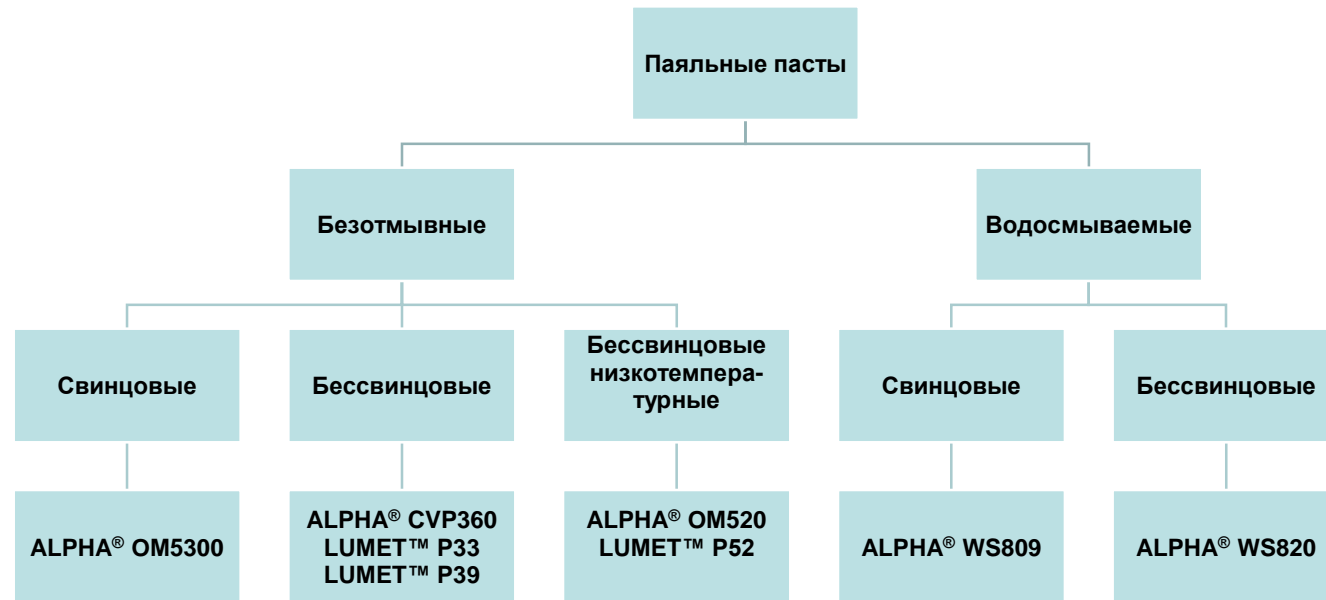 Паяльные пасты
Безотмывные
Водосмываемые
Свинцовые
Бессвинцовые
Бессвинцовые
низкотемпера-
турные
Свинцовые
Бессвинцовые
ALPHA® OM5300
ALPHA® CVP360
LUMET™ P33
LUMET™ P39
ALPHA® OM520
LUMET™ P52
ALPHA® WS809
ALPHA® WS820